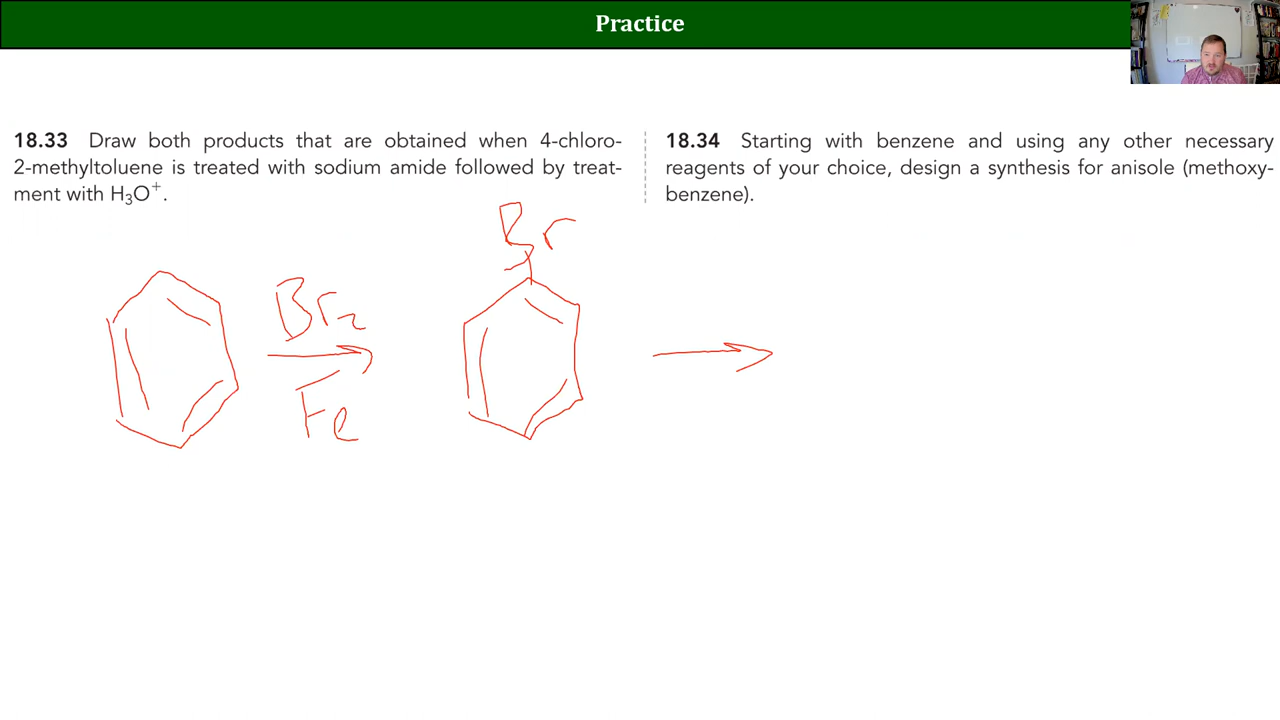 Practice
18.33 Draw both products that are obtained when 4-chloro-
2-methyltoluene is treated with sodium amide followed by treat-
ment with H₃O⁺.
18.34 Starting with benzene and using any other necessary
reagents of your choice, design a synthesis for anisole (methoxy-
benzene).
Br
Br₂
Fe